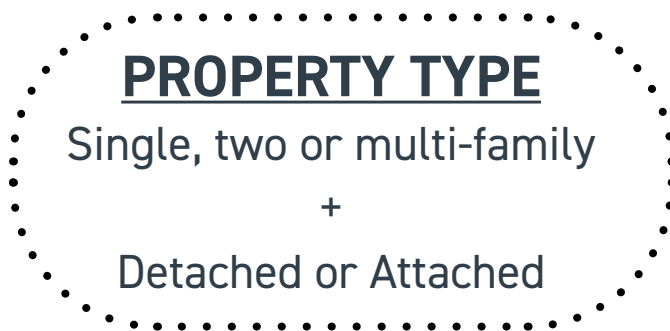 PROPERTY TYPE
Single, two or multi-family
+
Detached or Attached